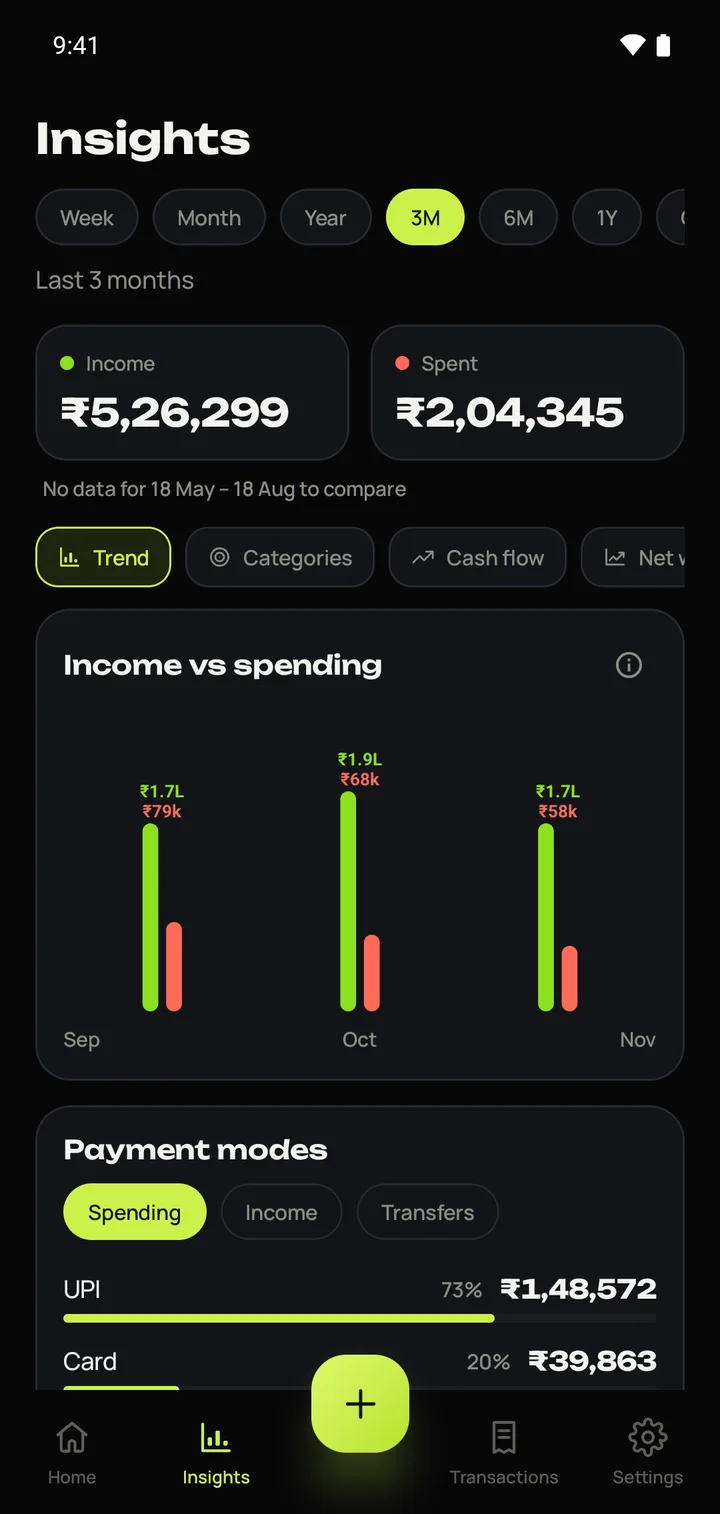 9:41
Insights
Week Month Year 3M 6M 1Y
Last 3 months
Income Spent
₹5,26,299 ₹2,04,345
No data for 18 May – 18 Aug to compare
Trend Categories Cash flow Net
Income vs spending
₹1.9L
₹68k
₹1.7L ₹1.7L
₹79k ₹58k
Sep Oct Nov
Payment modes
Spending Income Transfers
UPI 73% ₹1,48,572
Card 20% ₹39,863
Home Insights Transactions Settings